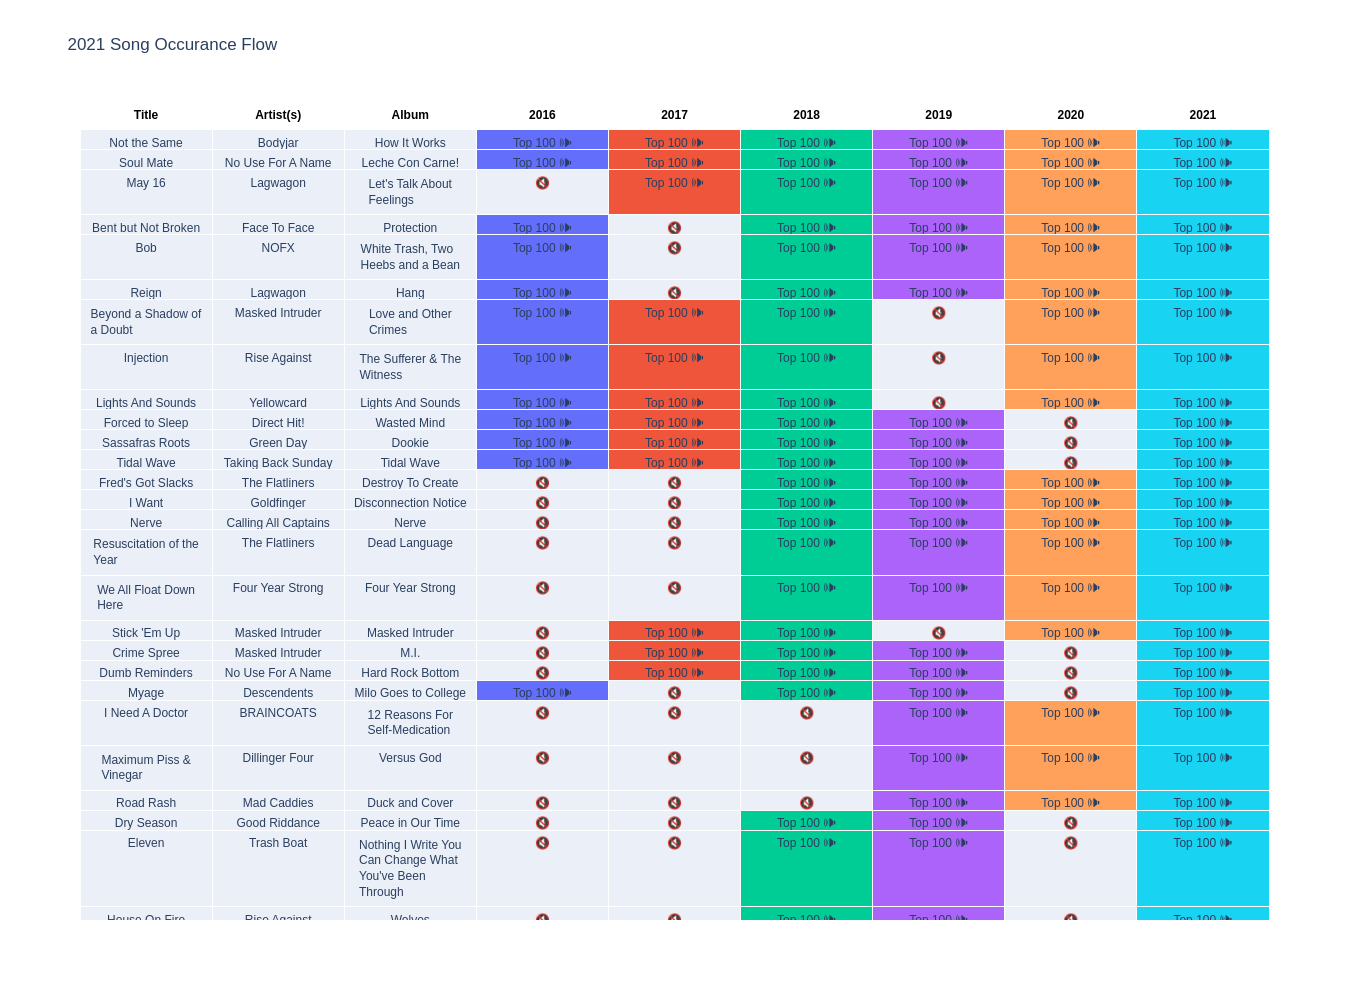 2021 Song Occurance Flow
Title Artist(s) Album 2016 2017 2018 2019 2020 2021
Not the Same Bodyjar How It Works Top 100 Top 100 Top 100 Top 100 Top 100 Top 100
Soul Mate No Use For A Name Leche Con Carne! Top 100 Top 100 Top 100 Top 100 Top 100 Top 100
May 16 Lagwagon Let's Talk About Top 100 Top 100 Top 100 Top 100 Top 100
Feelings
Bent but Not Broken Face To Face Protection Top 100 Top 100 Top 100 Top 100 Top 100
Bob NOFX White Trash, Two Top 100 Top 100 Top 100 Top 100 Top 100
Heebs and a Bean
Reign Lagwagon Hang Top 100 Top 100 Top 100 Top 100 Top 100
Beyond a Shadow of Masked Intruder Love and Other Top 100 Top 100 Top 100 Top 100 Top 100
a Doubt Crimes
Injection Rise Against The Sufferer & The Top 100 Top 100 Top 100 Top 100 Top 100
Witness
Lights And Sounds Yellowcard Lights And Sounds Top 100 Top 100 Top 100 Top 100 Top 100
Forced to Sleep Direct Hit! Wasted Mind Top 100 Top 100 Top 100 Top 100 Top 100
Sassafras Roots Green Day Dookie Top 100 Top 100 Top 100 Top 100 Top 100
Tidal Wave Taking Back Sunday Tidal Wave Top 100 Top 100 Top 100 Top 100 Top 100
Fred's Got Slacks The Flatliners Destroy To Create Top 100 Top 100 Top 100 Top 100
I Want Goldfinger Disconnection Notice Top 100 Top 100 Top 100 Top 100
Nerve Calling All Captains Nerve Top 100 Top 100 Top 100 Top 100
Resuscitation of the The Flatliners Dead Language Top 100 Top 100 Top 100 Top 100
Year
We All Float Down Four Year Strong Four Year Strong Top 100 Top 100 Top 100 Top 100
Here
Stick 'Em Up Masked Intruder Masked Intruder Top 100 Top 100 Top 100 Top 100
Crime Spree Masked Intruder M.I. Top 100 Top 100 Top 100 Top 100
Dumb Reminders No Use For A Name Hard Rock Bottom Top 100 Top 100 Top 100 Top 100
Myage Descendents Milo Goes to College Top 100 Top 100 Top 100 Top 100
I Need A Doctor BRAINCOATS 12 Reasons For Top 100 Top 100 Top 100
Self-Medication
Maximum Piss & Dillinger Four Versus God Top 100 Top 100 Top 100
Vinegar
Road Rash Mad Caddies Duck and Cover Top 100 Top 100 Top 100
Dry Season Good Riddance Peace in Our Time Top 100 Top 100 Top 100
Eleven Trash Boat Nothing I Write You Top 100 Top 100 Top 100
Can Change What
You've Been
Through
House On Fire Rise Against Wolves Top 100 Top 100 Top 100